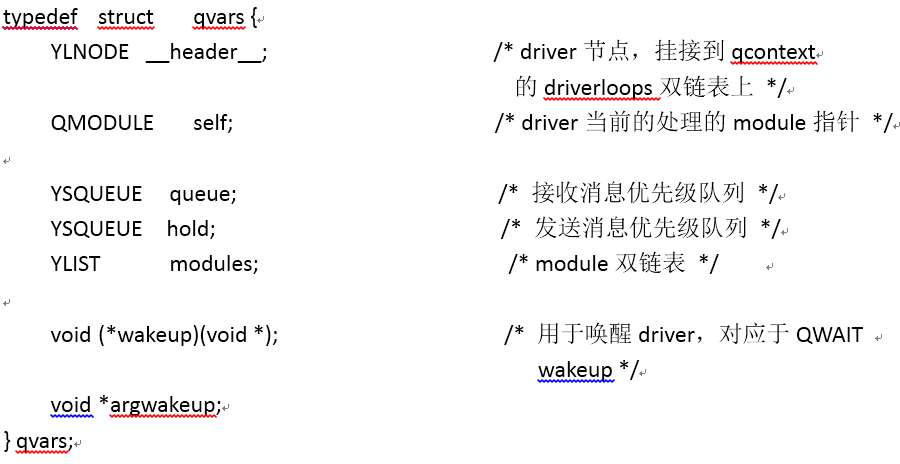 typedef struct qvars {
YLNODE __header__; /* driver 节点，挂接到 qcontext
的 driverloops 双链表上 */
QMODULE self; /* driver 当前的处理的 module 指针 */
YSQUEUE queue; /* 接收消息优先级队列 */
YSQUEUE hold; /* 发送消息优先级队列 */
YLIST modules; /* module 双链表 */
void (*wakeup)(void *); /* 用于唤醒 driver，对应于 QWAIT
wakeup */
void *argwakeup;
} qvars;